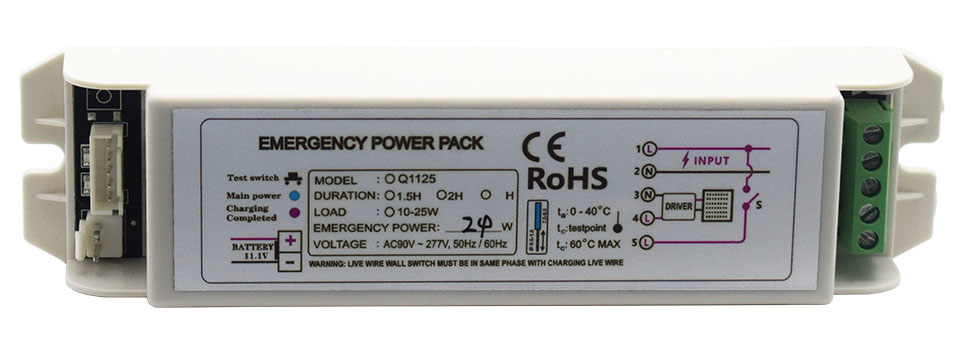 EMERGENCY POWER PACK
Test switch
Main power
Charging
Completed
BATTERY
11.1V
+
−
MODEL : Q1125
DURATION: 1.5H 2H H
LOAD : 10-25W
EMERGENCY POWER: 24 W
VOLTAGE : AC90V ~ 277V, 50Hz / 60Hz
WARNING: LIVE WIRE WALL SWITCH MUST BE IN SAME PHASE WITH CHARGING LIVE WIRE
CE
RoHS
ta: 0 - 40°C
tc: testpoint
tc: 60°C MAX
1 L
INPUT
2 N
3 N
DRIVER
4 L
S
5 L